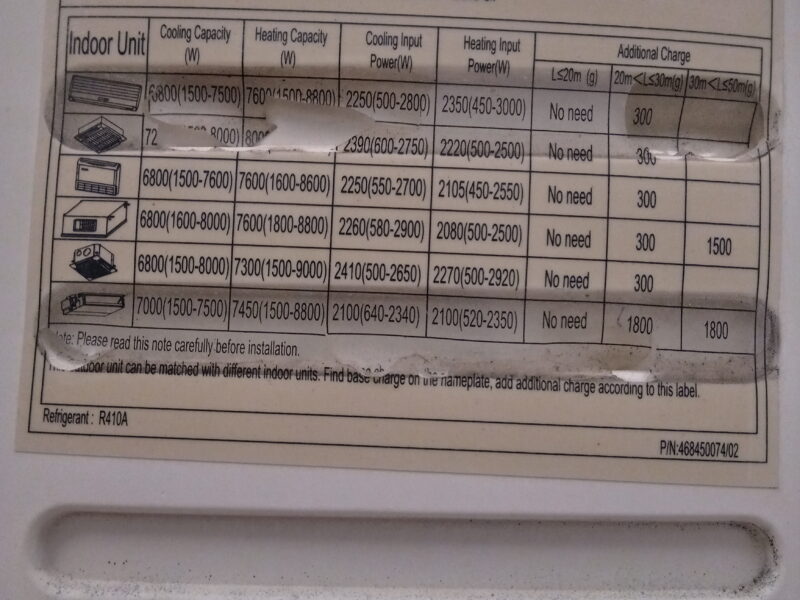 Indoor Unit Cooling Capacity (W) Heating Capacity (W) Cooling Input Power(W) Heating Input Power(W) Additional Charge
L≤20m (g) 20m<L≤30m(g) 30m<L≤50m(g)
6800(1500-7500) 7600(1500-8800) 2250(500-2800) 2350(450-3000) No need 300
2390(600-2750) 2220(500-2500) No need 300
6800(1500-7600) 7600(1600-8600) 2250(550-2700) 2105(450-2550) No need 300
6800(1600-8000) 7600(1800-8800) 2260(580-2900) 2080(500-2500) No need 300 1500
6800(1500-8000) 7300(1500-9000) 2410(500-2650) 2270(500-2920) No need 300
7000(1500-7500) 7450(1500-8800) 2100(640-2340) 2100(520-2350) No need 1800 1800
Note: Please read this note carefully before installation.
outdoor unit can be matched with different indoor units. Find base charge on the nameplate, add additional charge according to this label.
Refrigerant : R410A
P/N:468450074/02